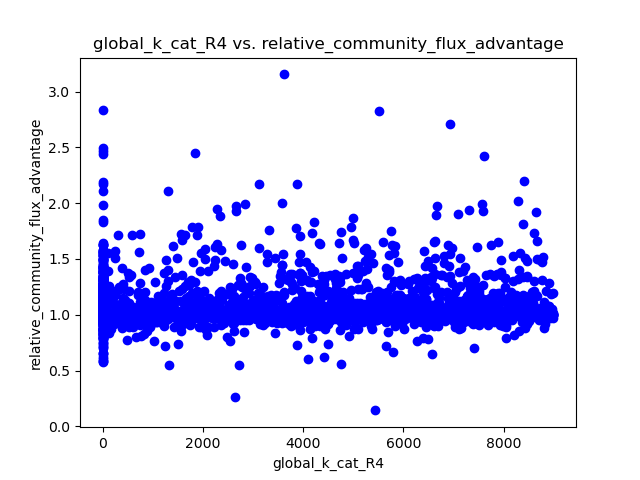 global_k_cat_R4 vs. relative_community_flux_advantage
relative_community_flux_advantage
3.0
2.5
2.0
1.5
1.0
0.5
0.0
0 2000 4000 6000 8000
global_k_cat_R4